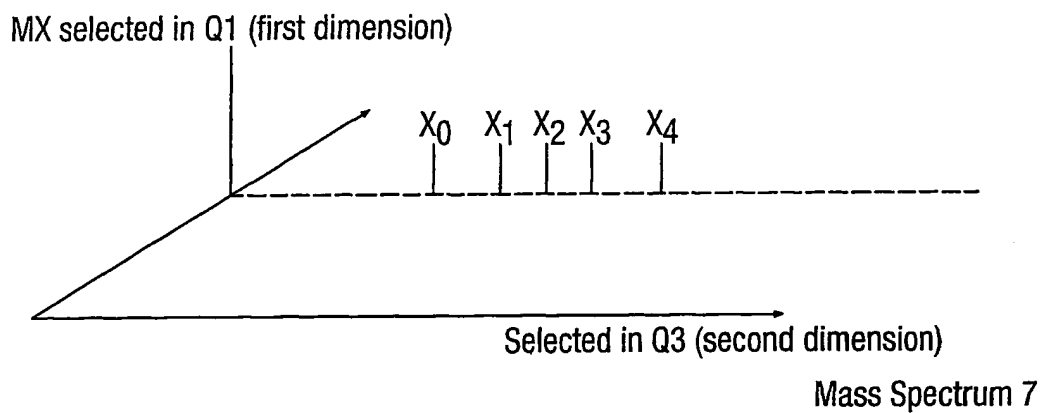 MX selected in Q1 (first dimension)
X0 X1 X2 X3 X4
Selected in Q3 (second dimension)
Mass Spectrum 7